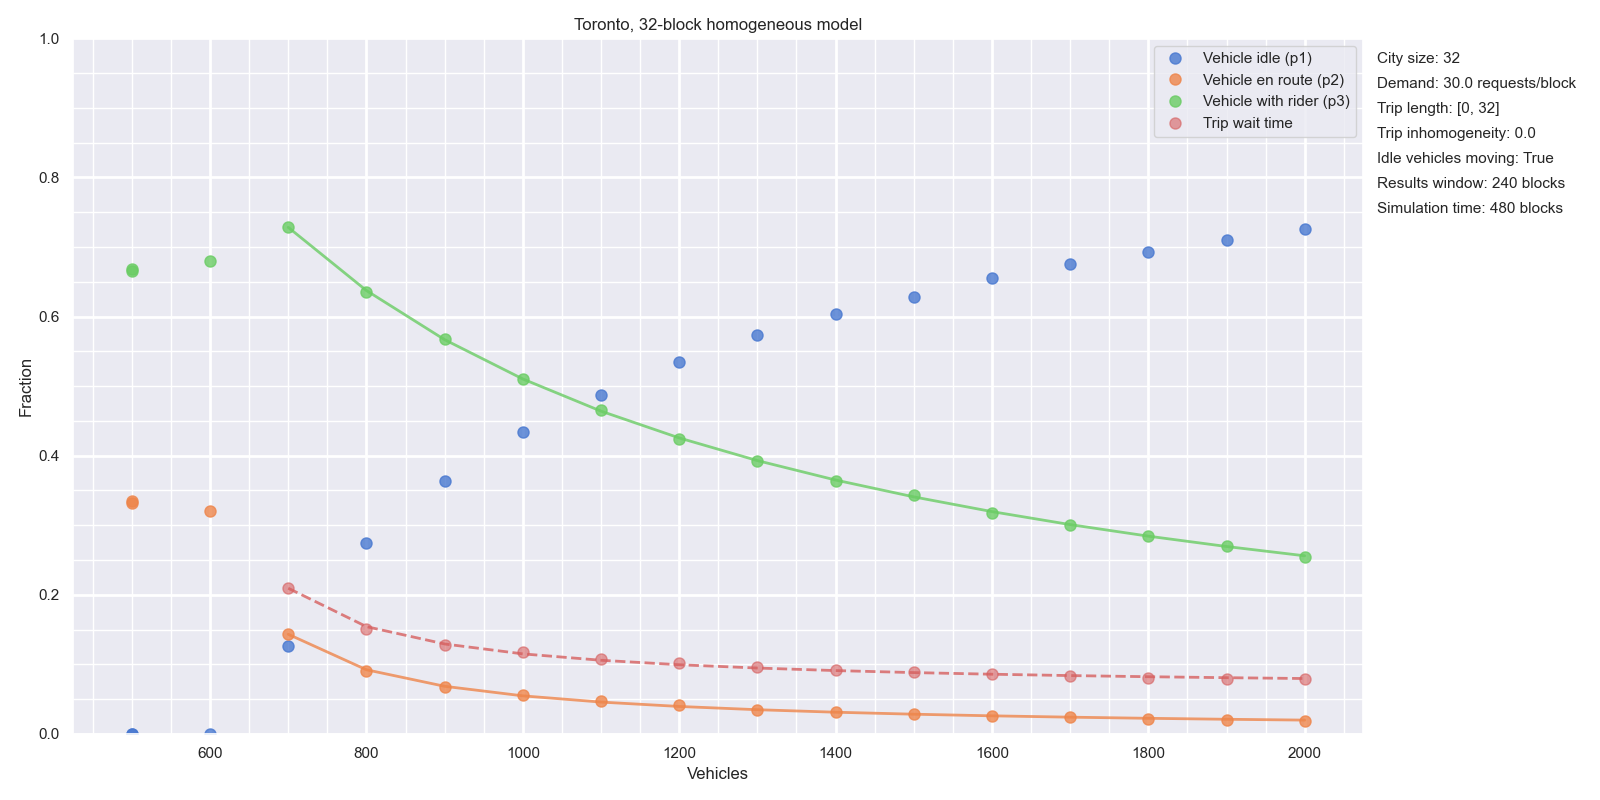 Toronto, 32-block homogeneous model
1.0
0.8
0.6
0.4
0.2
0.0
Fraction
600
800
1000
1200
1400
1600
1800
2000
Vehicles
Vehicle idle (p1)
Vehicle en route (p2)
Vehicle with rider (p3)
Trip wait time
City size: 32
Demand: 30.0 requests/block
Trip length: [0, 32]
Trip inhomogeneity: 0.0
Idle vehicles moving: True
Results window: 240 blocks
Simulation time: 480 blocks